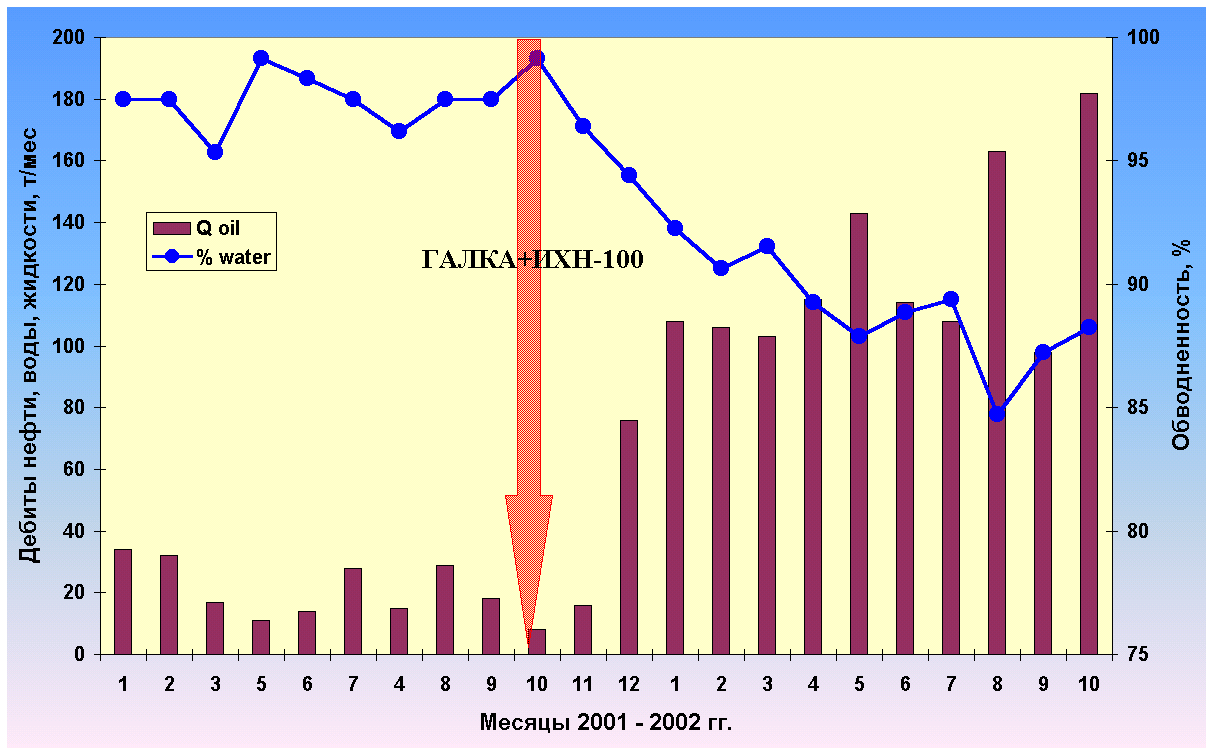 Дебиты нефти, воды, жидкости, т/мес
200
180
160
140
120
100
80
60
40
20
0
Q oil
% water
ГАЛКА+ИХН-100
100
95
90
85
80
75
Обводненность, %
1 2 3 5 6 7 4 8 9 10 11 12 1 2 3 4 5 6 7 8 9 10
Месяцы 2001 - 2002 гг.